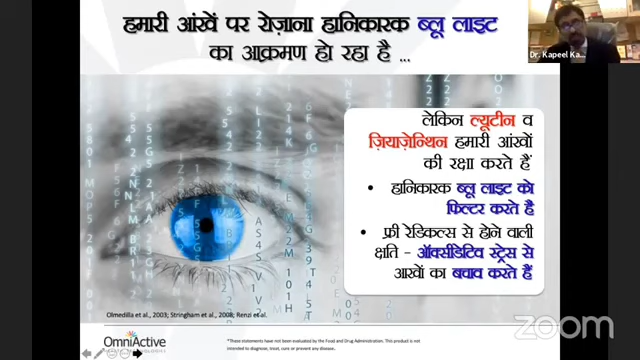 हमारी आंखें पर रोज़ाना हानिकारक ब्लू लाइट
का आक्रमण हो रहा है ...
Dr. Kapeel Ka...
लेकिन ल्यूटीन व
ज़ियाज़ेन्थिन हमारी आंखों
की रक्षा करते हैं
• हानिकारक ब्लू लाइट को
फिल्टर करते है
• फ्री रेडिकल्स से होने वाली
क्षति - ऑक्सीडेटिव स्ट्रेस से
आखों का बचाव करते हैं
Olmedilla et al., 2003; Stringham et al., 2008; Renzi et al.
OmniActive
*These statements have not been evaluated by the Food and Drug Administration. This product is not
intended to diagnose, treat, cure or prevent any disease.
zoom